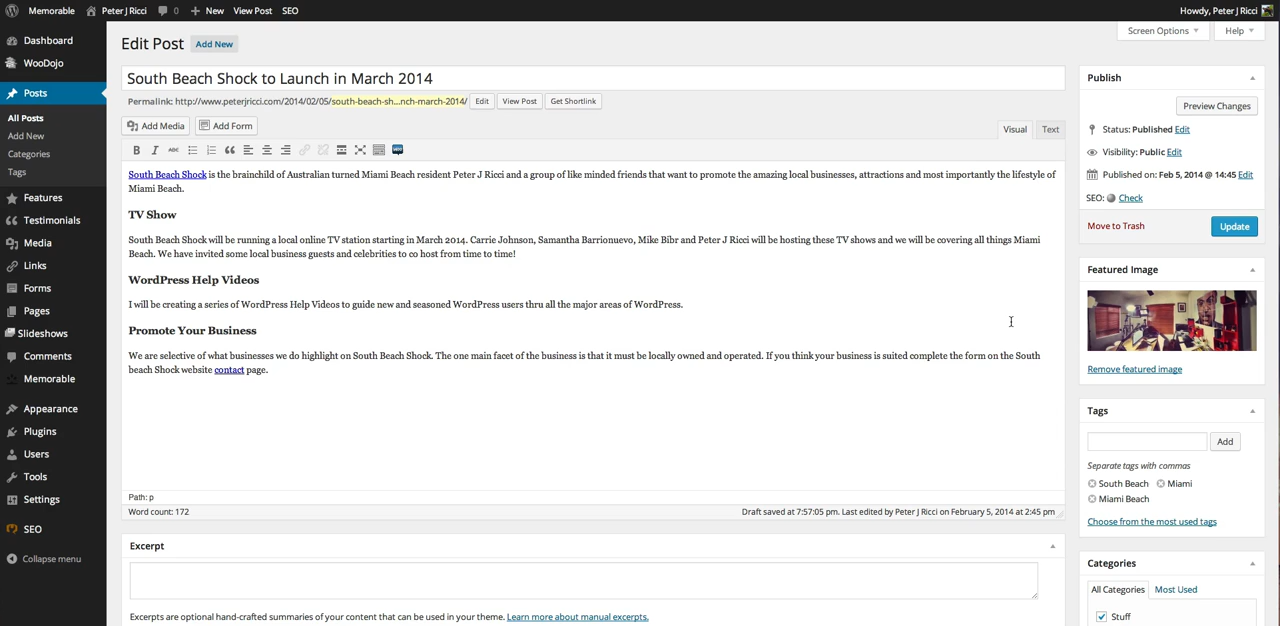 Memorable Peter J Ricci 0 New View Post SEO Howdy, Peter J Ricci
Dashboard
WooDojo
Posts
All Posts
Add New
Categories
Tags
Features
Testimonials
Media
Links
Forms
Pages
Slideshows
Comments
Memorable
Appearance
Plugins
Users
Tools
Settings
SEO
Collapse menu
Screen Options Help
Edit Post Add New
South Beach Shock to Launch in March 2014
Permalink: http://www.peterjricci.com/2014/02/05/south-beach-sh...nch-march-2014/ Edit View Post Get Shortlink
Add Media Add Form Visual Text
B I ABC
South Beach Shock is the brainchild of Australian turned Miami Beach resident Peter J Ricci and a group of like minded friends that want to promote the amazing local businesses, attractions and most importantly the lifestyle of
Miami Beach.
TV Show
South Beach Shock will be running a local online TV station starting in March 2014. Carrie Johnson, Samantha Barrionuevo, Mike Bibr and Peter J Ricci will be hosting these TV shows and we will be covering all things Miami
Beach. We have invited some local business guests and celebrities to co host from time to time!
WordPress Help Videos
I will be creating a series of WordPress Help Videos to guide new and seasoned WordPress users thru all the major areas of WordPress.
Promote Your Business
We are selective of what businesses we do highlight on South Beach Shock. The one main facet of the business is that it must be locally owned and operated. If you think your business is suited complete the form on the South
beach Shock website contact page.
Path: p
Word count: 172 Draft saved at 7:57:05 pm. Last edited by Peter J Ricci on February 5, 2014 at 2:45 pm
Excerpt
Excerpts are optional hand-crafted summaries of your content that can be used in your theme. Learn more about manual excerpts.
Publish
Preview Changes
Status: Published Edit
Visibility: Public Edit
Published on: Feb 5, 2014 @ 14:45 Edit
SEO: Check
Move to Trash Update
Featured Image
Remove featured image
Tags
Add
Separate tags with commas
South Beach Miami
Miami Beach
Choose from the most used tags
Categories
All Categories Most Used
Stuff